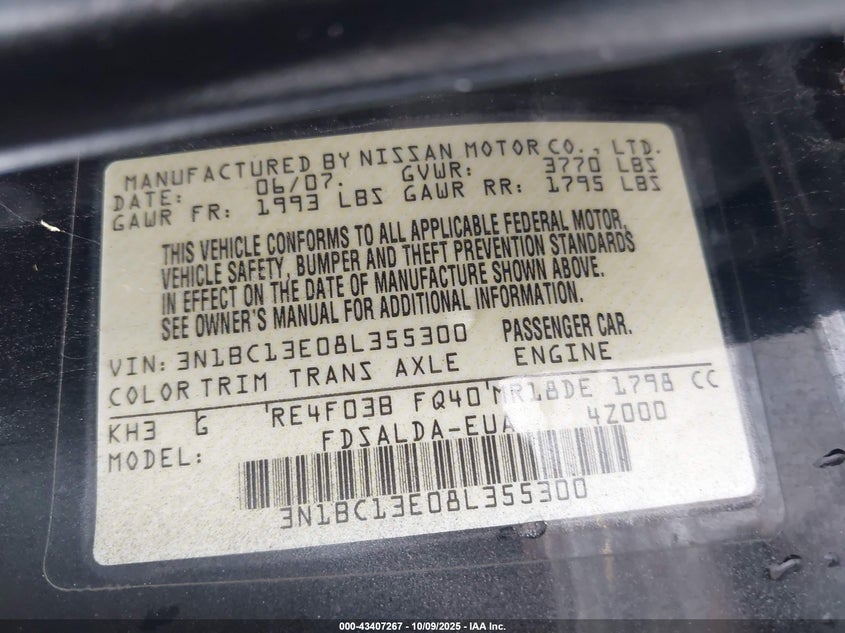 MANUFACTURED BY NISSAN MOTOR CO., LTD.
DATE: 06/07. GVWR: 3770 LBS
GAWR FR: 1993 LBS GAWR RR: 1795 LBS
THIS VEHICLE CONFORMS TO ALL APPLICABLE FEDERAL MOTOR,
VEHICLE SAFETY, BUMPER AND THEFT PREVENTION STANDARDS
IN EFFECT ON THE DATE OF MANUFACTURE SHOWN ABOVE.
SEE OWNER'S MANUAL FOR ADDITIONAL INFORMATION.
VIN: 3N1BC13E08L355300 PASSENGER CAR.
COLOR TRIM TRANS AXLE ENGINE
KH3 G RE4F03B FQ40 MR18DE 1798 CC
MODEL: FDSALDA-EUA 4Z000
3N1BC13E08L355300
000-43407267 - 10/09/2025 - IAA Inc.